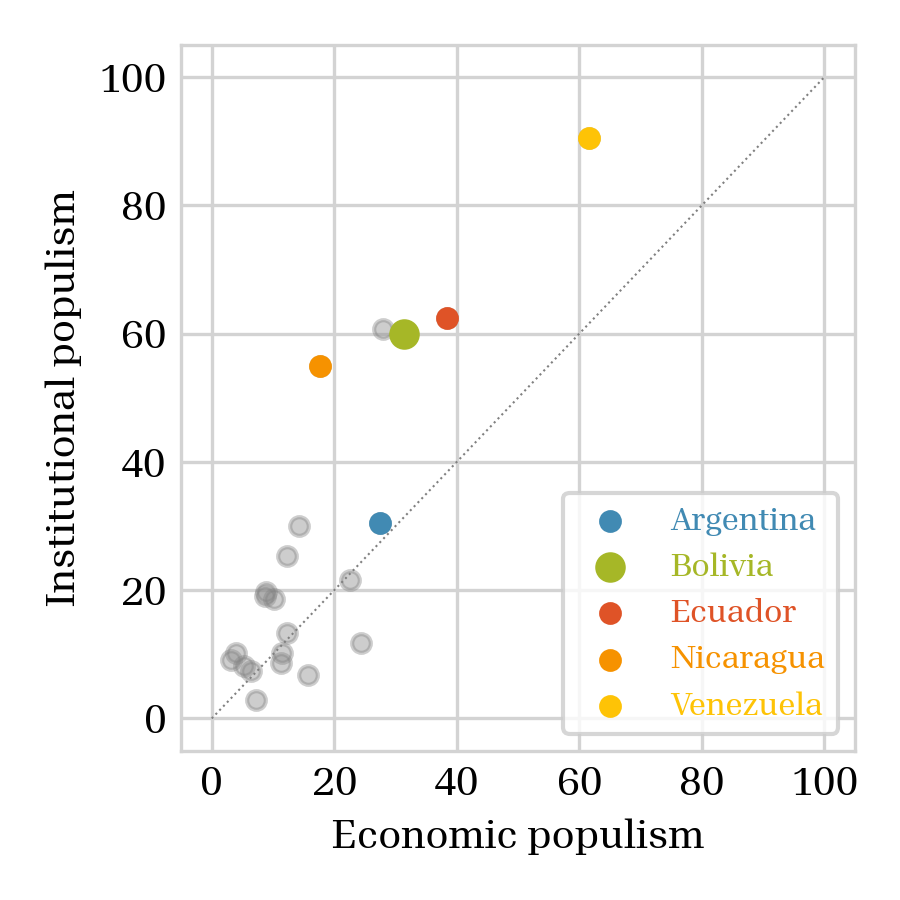 100
80
60
40
20
0
Institutional populism
Argentina
Bolivia
Ecuador
Nicaragua
Venezuela
0 20 40 60 80 100
Economic populism